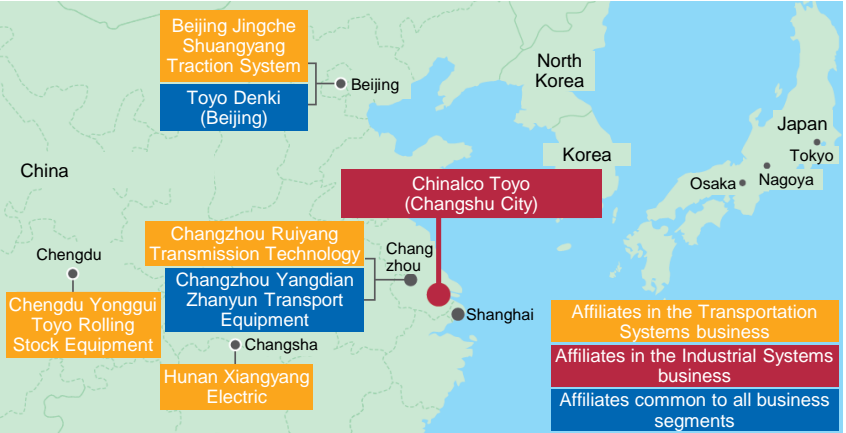 Beijing Jingche
Shuangyang
Traction System
Toyo Denki
(Beijing)
Beijing
North
Korea
Japan
Tokyo
Nagoya
Osaka
Korea
China
Chinalco Toyo
(Changshu City)
Changzhou Ruiyang
Transmission Technology
Chang
zhou
Changzhou Yangdian
Zhanyun Transport
Equipment
Chengdu
Chengdu Yonggui
Toyo Rolling
Stock Equipment
Shanghai
Changsha
Hunan Xiangyang
Electric
Affiliates in the Transportation
Systems business
Affiliates in the Industrial Systems
business
Affiliates common to all business
segments